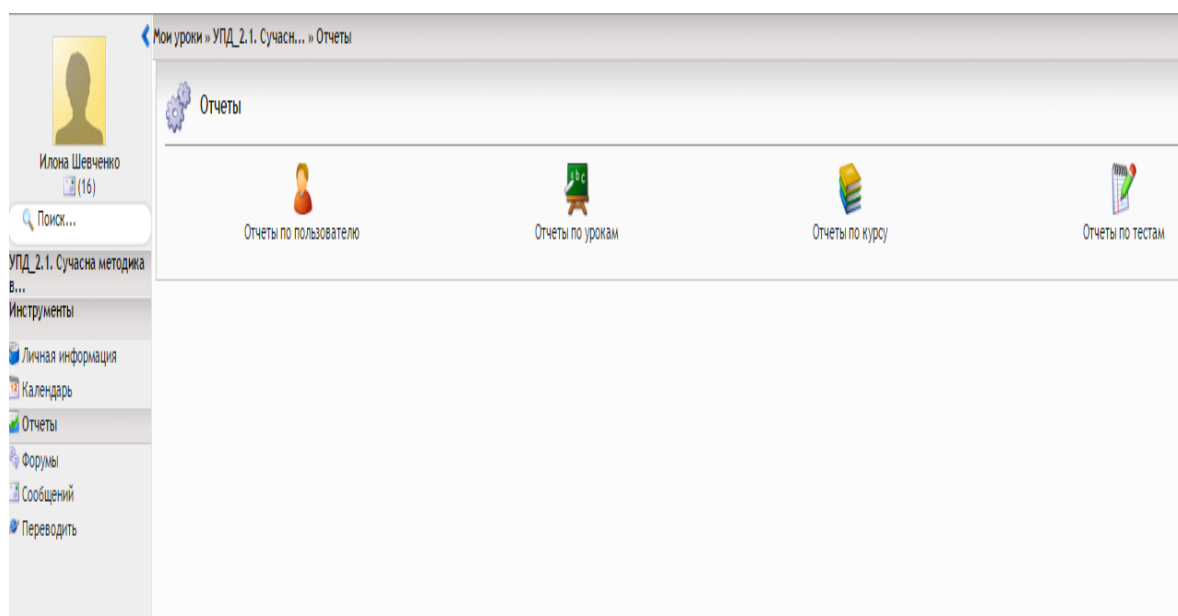 Мои уроки » УПД_2.1. Сучасн... » Отчеты
Отчеты
Илона Шевченко
(16)
Поиск...
УПД_2.1. Сучасна методика
в...
Инструменты
Личная информация
Календарь
Отчеты
Форумы
Сообщений
Переводить
Отчеты по пользователю
Отчеты по урокам
Отчеты по курсу
Отчеты по тестам